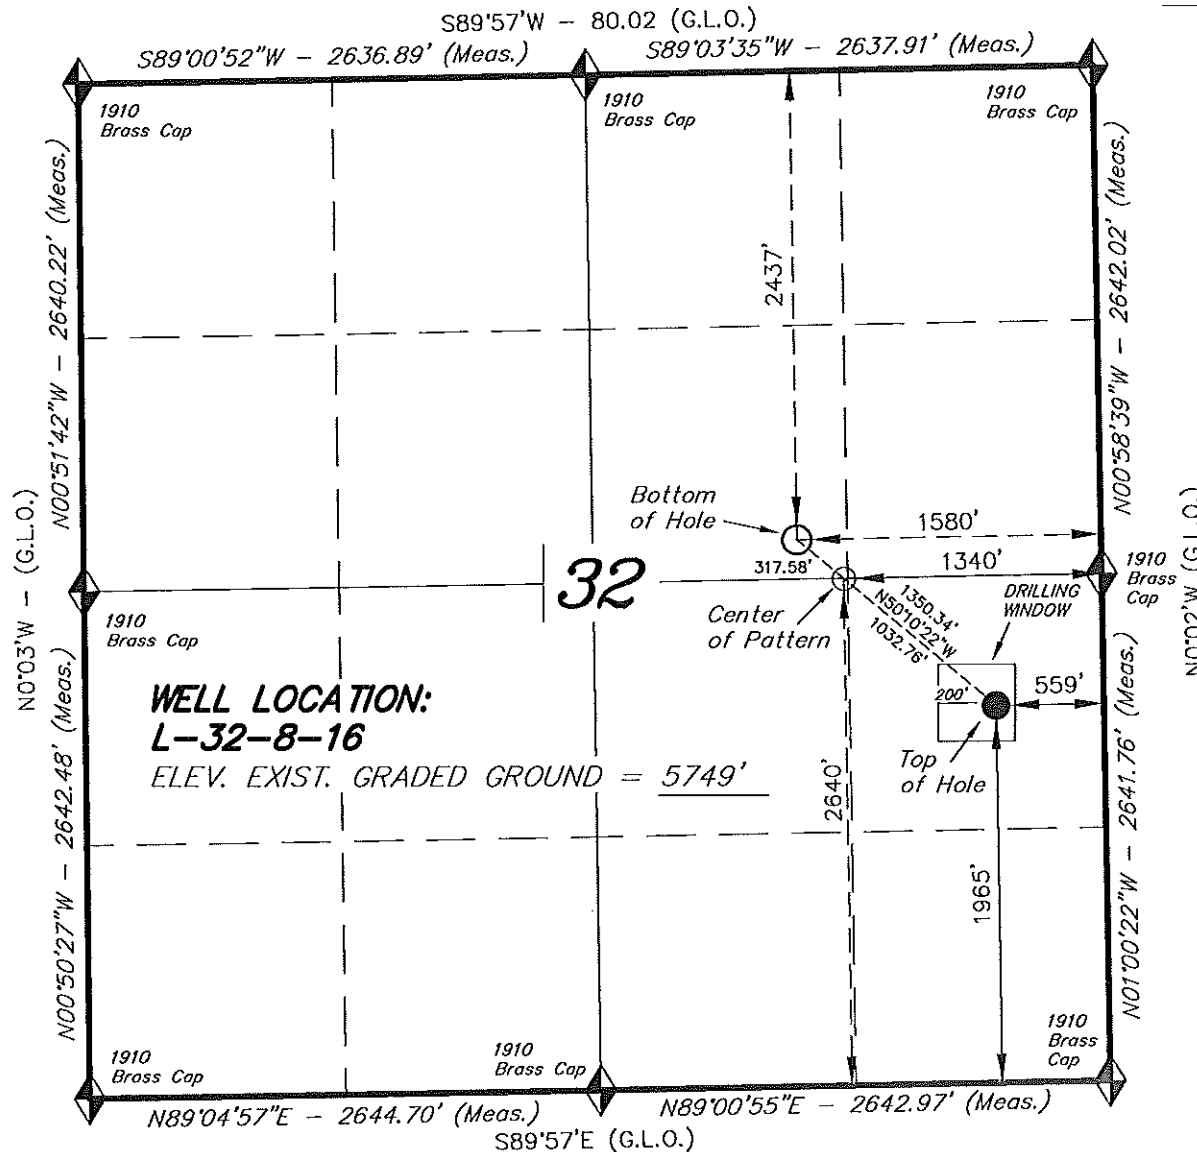 S89°57'W - 80.02 (G.L.O.)
S89°00'52"W - 2636.89' (Meas.)
S89°03'35"W - 2637.91' (Meas.)
1910
Brass Cap
1910
Brass Cap
1910
Brass Cap
N00°51'42"W - 2640.22' (Meas.)
N00°58'39"W - 2642.02' (Meas.)
2437'
N0°03'W - (G.L.O.)
N0°02'W (G.L.O.)
Bottom
of Hole
1580'
317.58'
1340'
32
Center
of Pattern
1350.34'
N50°10'22"W
1032.76'
DRILLING
WINDOW
1910
Brass
Cap
1910
Brass Cap
200'
559'
Top
of Hole
WELL LOCATION:
L-32-8-16
ELEV. EXIST. GRADED GROUND = 5749'
2640'
1965'
N00°50'27"W - 2642.48' (Meas.)
N01°00'22"W - 2641.76' (Meas.)
1910
Brass Cap
1910
Brass Cap
1910
Brass
Cap
N89°04'57"E - 2644.70' (Meas.)
N89°00'55"E - 2642.97' (Meas.)
S89°57'E (G.L.O.)